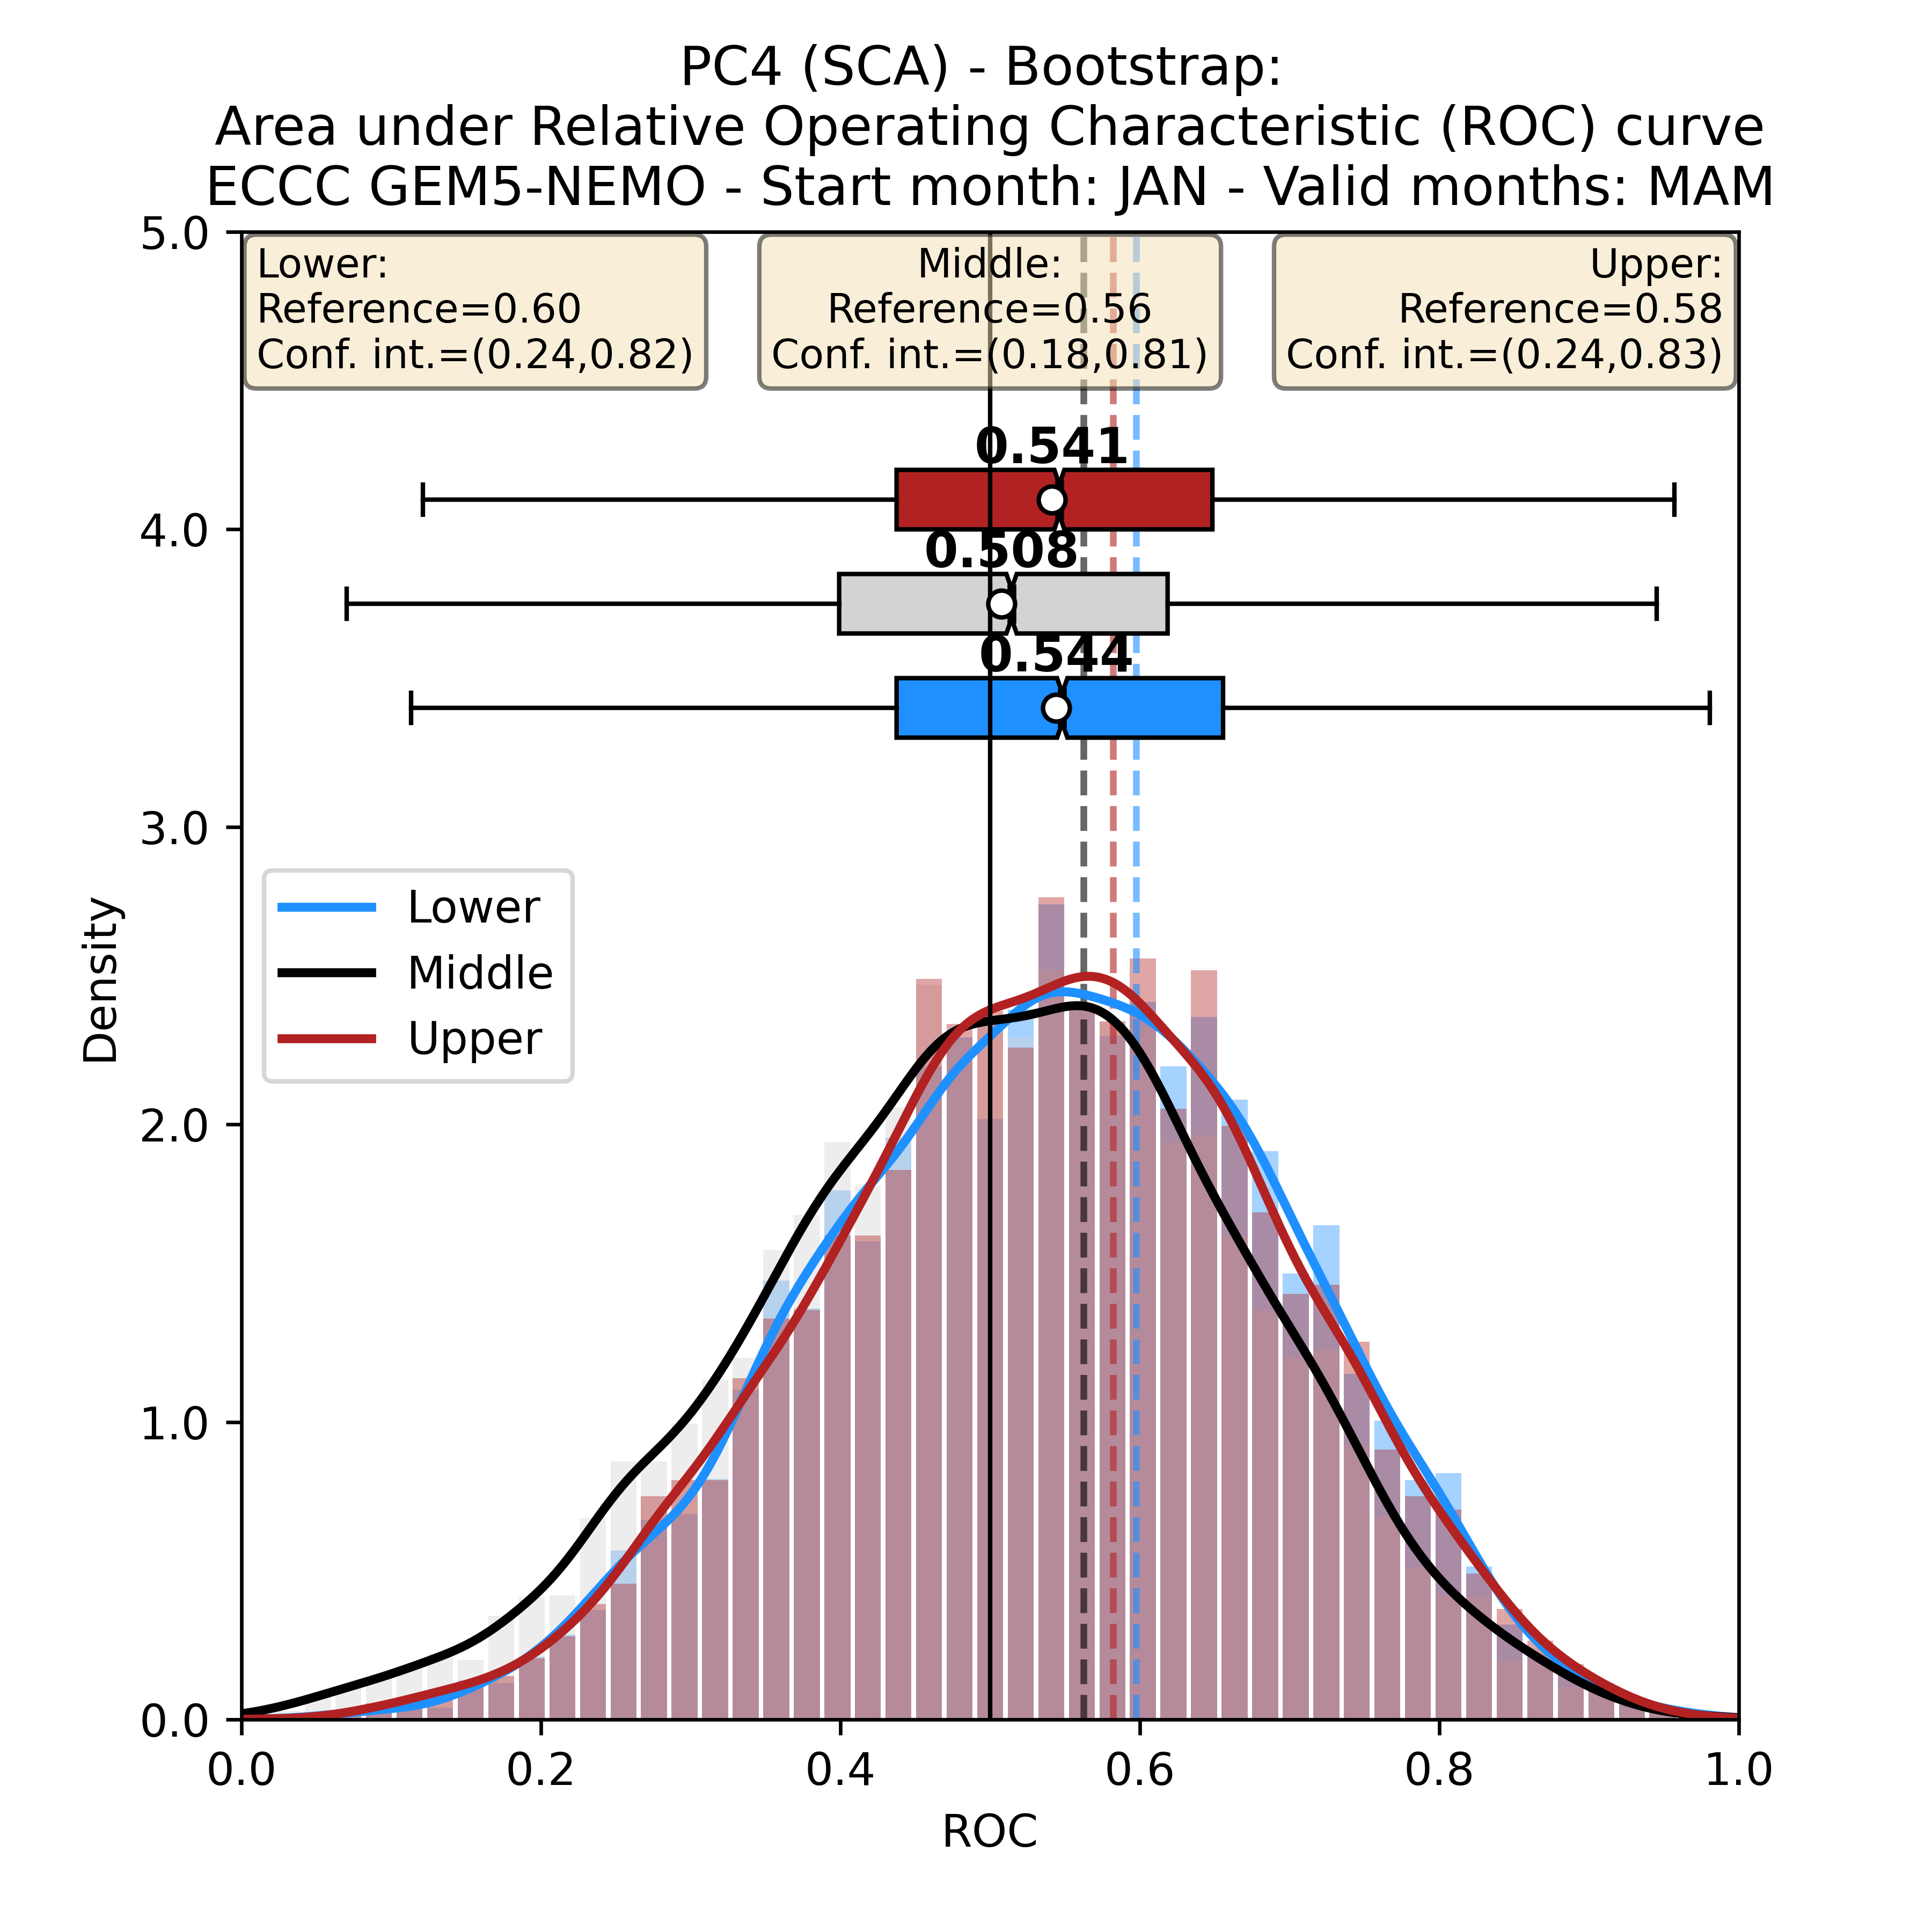 PC4 (SCA) - Bootstrap:
Area under Relative Operating Characteristic (ROC) curve
ECCC GEM5-NEMO - Start month: JAN - Valid months: MAM
Lower:
Reference=0.60
Conf. int.=(0.24,0.82)
Middle:
Reference=0.56
Conf. int.=(0.18,0.81)
Upper:
Reference=0.58
Conf. int.=(0.24,0.83)
0.541
0.508
0.544
Lower
Middle
Upper
Density
5.0
4.0
3.0
2.0
1.0
0.0
0.0 0.2 0.4 0.6 0.8 1.0
ROC